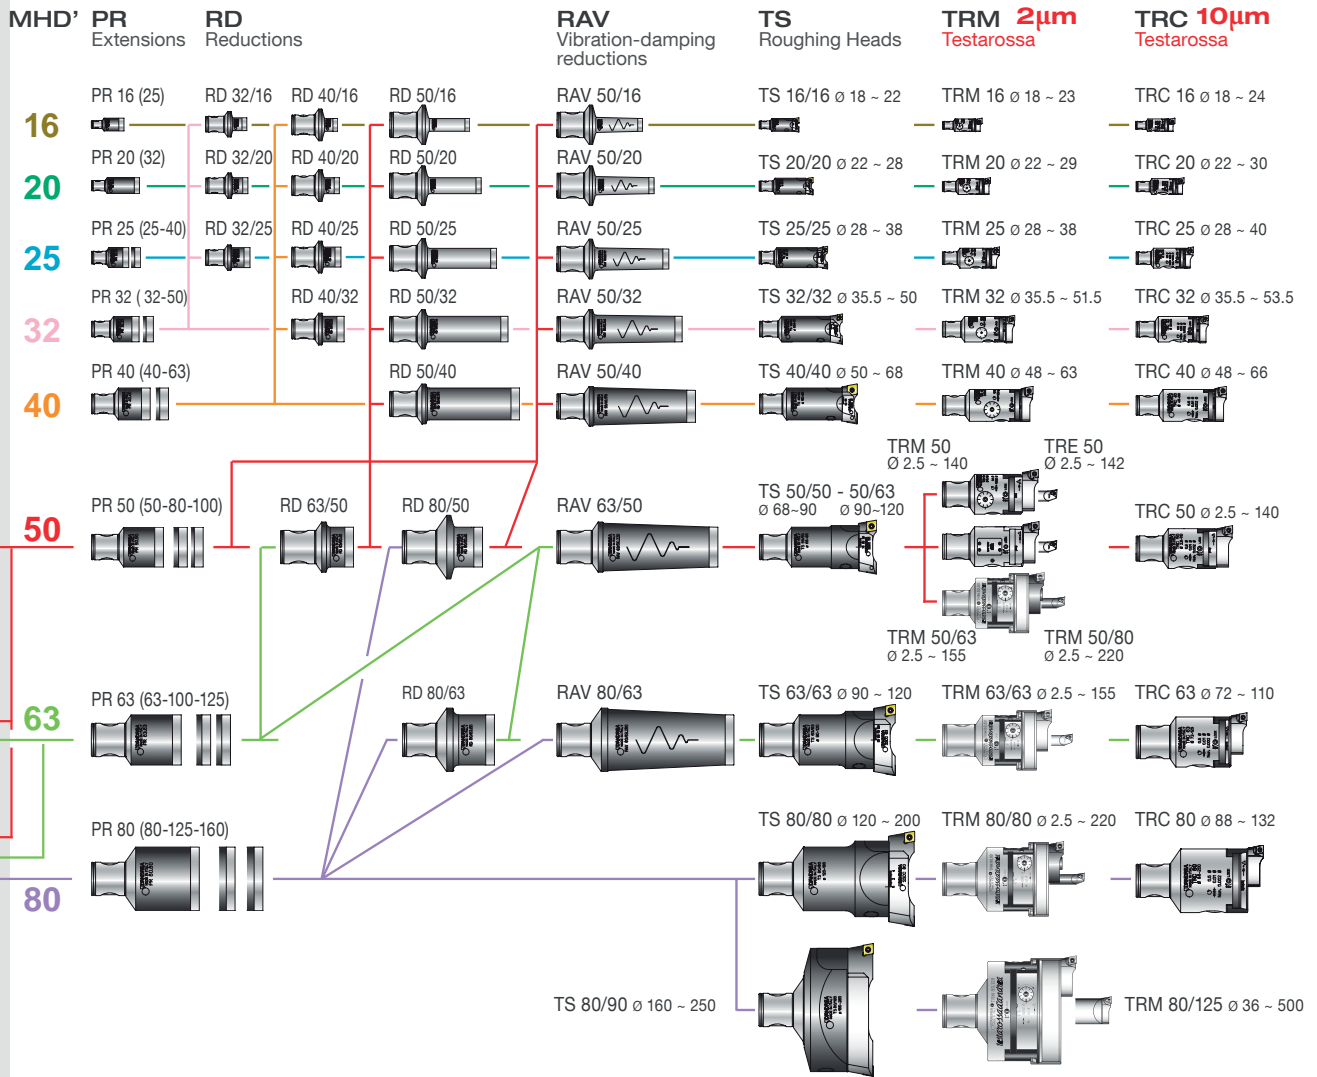 MHD' PR RD RAV TS TRM 2µm TRC 10µm
Extensions Reductions Vibration-damping Roughing Heads Testarossa Testarossa
reductions
PR 16 (25) RD 32/16 RD 40/16 RD 50/16 RAV 50/16 TS 16/16 Ø 18 ~ 22 TRM 16 Ø 18 ~ 23 TRC 16 Ø 18 ~ 24
16
PR 20 (32) RD 32/20 RD 40/20 RD 50/20 RAV 50/20 TS 20/20 Ø 22 ~ 28 TRM 20 Ø 22 ~ 29 TRC 20 Ø 22 ~ 30
20
PR 25 (25-40) RD 32/25 RD 40/25 RD 50/25 RAV 50/25 TS 25/25 Ø 28 ~ 38 TRM 25 Ø 28 ~ 38 TRC 25 Ø 28 ~ 40
25
PR 32 ( 32-50) RD 40/32 RD 50/32 RAV 50/32 TS 32/32 Ø 35.5 ~ 50 TRM 32 Ø 35.5 ~ 51.5 TRC 32 Ø 35.5 ~ 53.5
32
PR 40 (40-63) RD 50/40 RAV 50/40 TS 40/40 Ø 50 ~ 68 TRM 40 Ø 48 ~ 63 TRC 40 Ø 48 ~ 66
40
TRM 50 TRE 50
Ø 2.5 ~ 140 Ø 2.5 ~ 142
PR 50 (50-80-100) RD 63/50 RD 80/50 RAV 63/50 TS 50/50 - 50/63 TRC 50 Ø 2.5 ~ 140
Ø 68~90 Ø 90~120
50
TRM 50/63 TRM 50/80
Ø 2.5 ~ 155 Ø 2.5 ~ 220
PR 63 (63-100-125) RD 80/63 RAV 80/63 TS 63/63 Ø 90 ~ 120 TRM 63/63 Ø 2.5 ~ 155 TRC 63 Ø 72 ~ 110
63
PR 80 (80-125-160) TS 80/80 Ø 120 ~ 200 TRM 80/80 Ø 2.5 ~ 220 TRC 80 Ø 88 ~ 132
80
TS 80/90 Ø 160 ~ 250 TRM 80/125 Ø 36 ~ 500